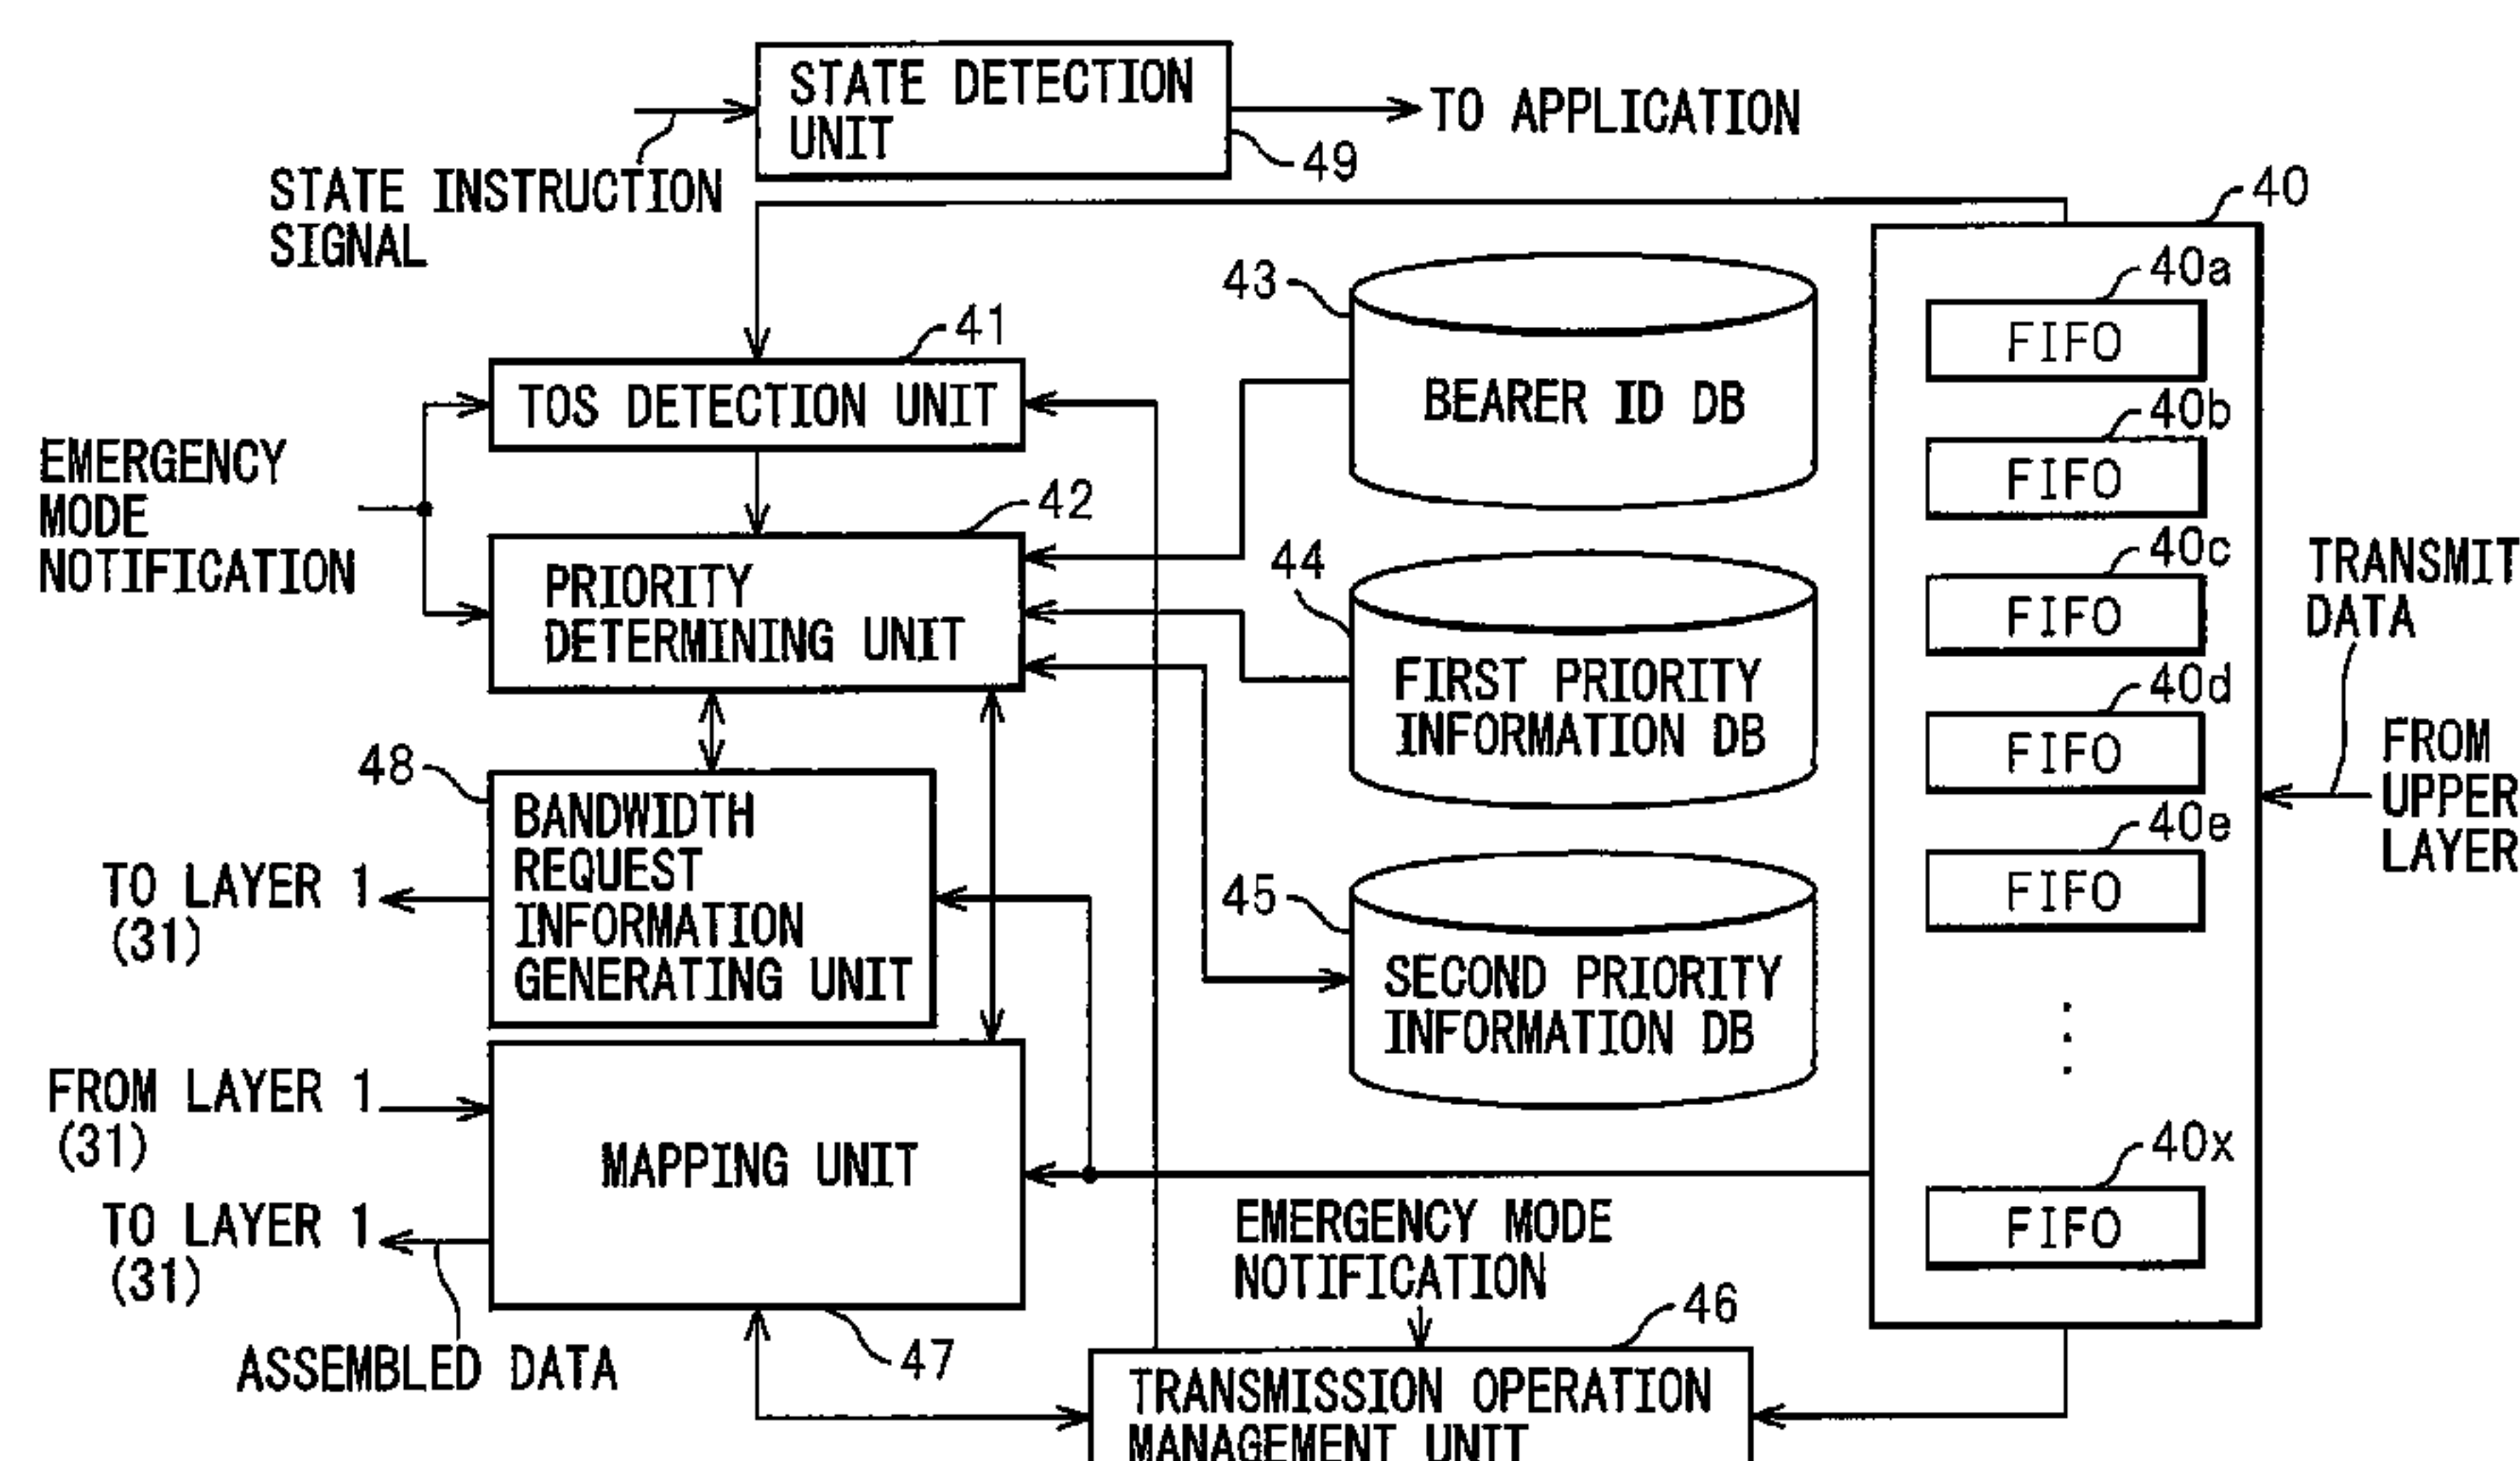 STATE DETECTION
UNIT
49
TO APPLICATION
STATE INSTRUCTION
SIGNAL
40
40a
FIFO
40b
FIFO
40c
FIFO
40d
FIFO
40e
FIFO
40x
FIFO
TRANSMIT
DATA
FROM
UPPER
LAYER
43
BEARER ID DB
44
FIRST PRIORITY
INFORMATION DB
45
SECOND PRIORITY
INFORMATION DB
41
TOS DETECTION UNIT
EMERGENCY
MODE
NOTIFICATION
42
PRIORITY
DETERMINING UNIT
48
BANDWIDTH
REQUEST
INFORMATION
GENERATING UNIT
TO LAYER 1
(31)
FROM LAYER 1
(31)
MAPPING UNIT
TO LAYER 1
(31)
ASSEMBLED DATA
47
EMERGENCY MODE
NOTIFICATION
46
TRANSMISSION OPERATION
MANAGEMENT UNIT